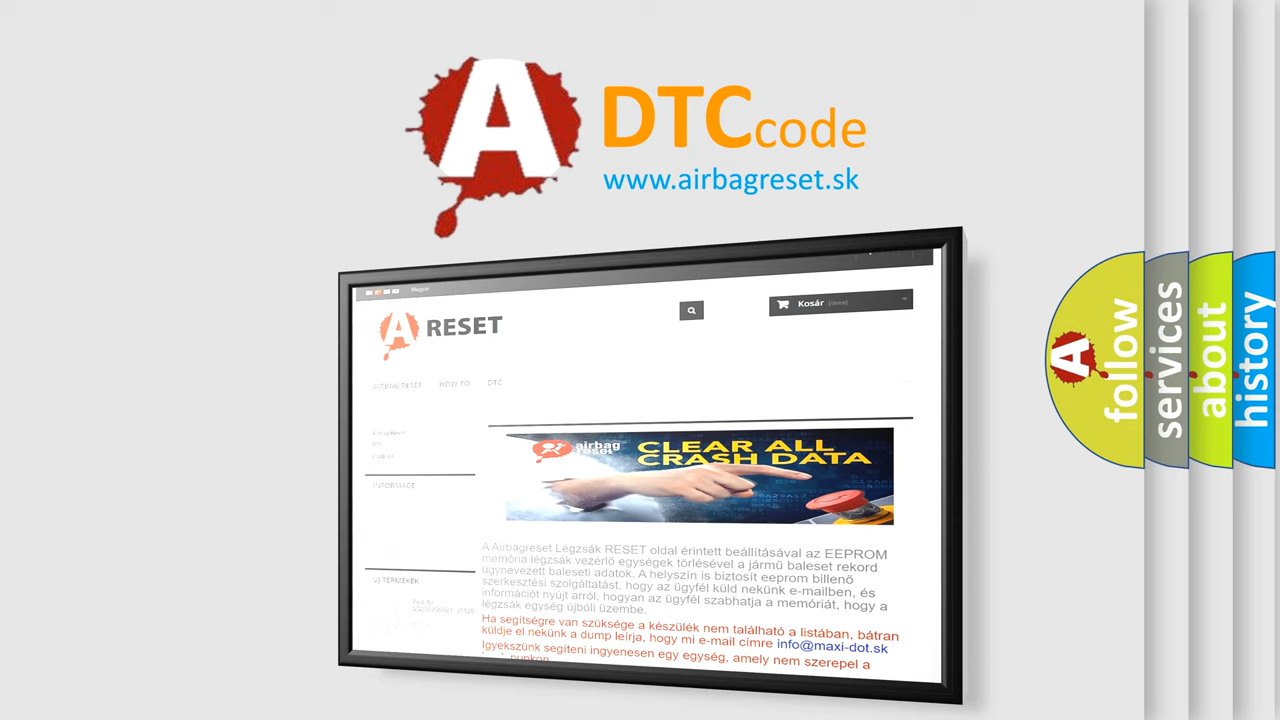 A
DTCcode
www.airbagreset.sk
Magyar
A RESET
Kosár (üres)
AIRBAG RESET HOW TO DTC
INFORMACE
airbag
reset
CLEAR ALL
CRASH DATA
A Airbagreset Légzsák RESET oldal érintett beállításával az EEPROM
memória légzsák vezérlő egységek törlésével a jármű baleset rekord
úgynevezett baleseti adatok. A helyszín is biztosít eeprom billenő
szerkesztési szolgáltatást, hogy az ügyfél küld nekünk e-mailben, és
információt nyújt arról, hogyan az ügyfél szabhatja a memóriát, hogy a
légzsák egység újbóli üzembe.
Ha segítségre van szüksége a készülék nem található a listában, bátran
küldje el nekünk a dump leírja, hogy mi e-mail címre info@maxi-dot.sk
Igyekszünk segíteni ingyenesen egy egység, amely nem szerepel a
ÚJ TERMÉKEK
A
follow
services
about
history